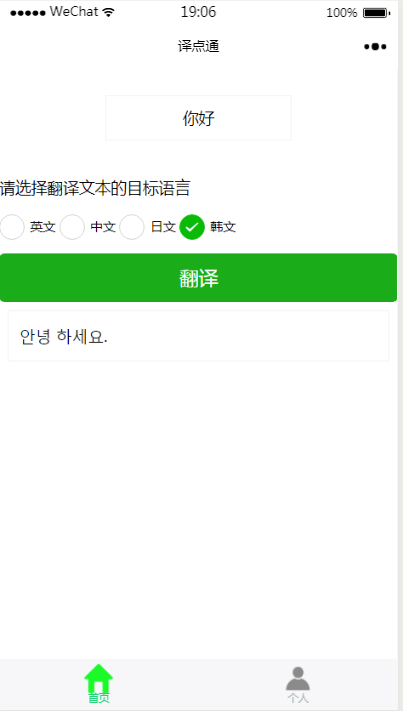 WeChat 19:06 100%
译点通
你好
请选择翻译文本的目标语言
英文 中文 日文 韩文
翻译
안녕 하세요.
首页 个人